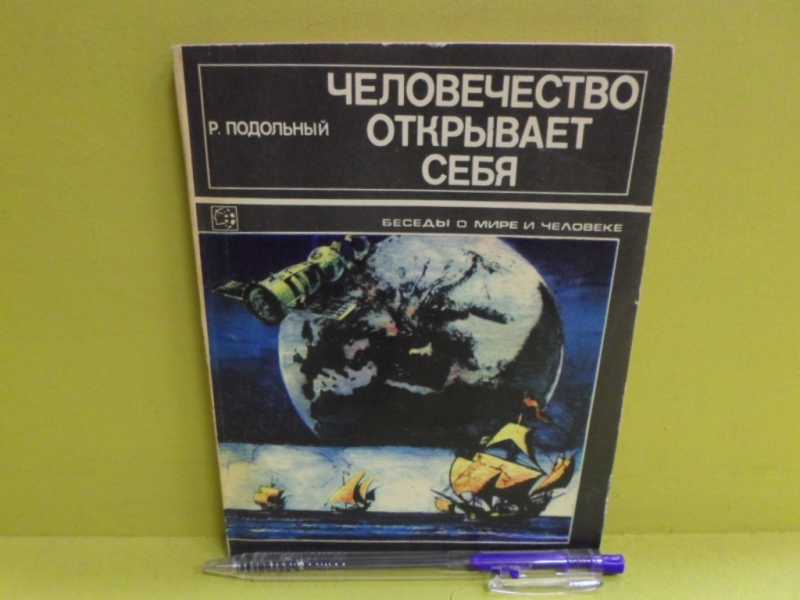 ЧЕЛОВЕЧЕСТВО
Р. ПОДОЛЬНЫЙ ОТКРЫВАЕТ
СЕБЯ
БЕСЕДЫ О МИРЕ И ЧЕЛОВЕКЕ